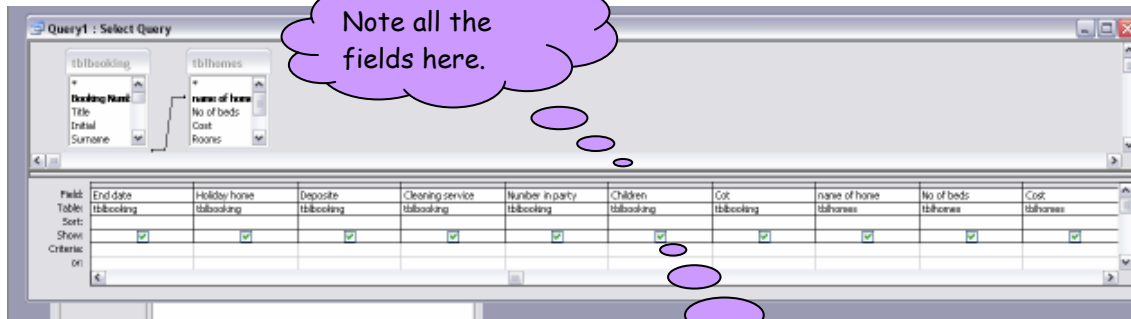 Note all the
fields here.
Query1 : Select Query
tblbooking
tblhomes
*
Booking Numb
Title
Initial
Surname
*
name of home
No of beds
Cost
Rooms
Field: End date Holiday home Deposite Cleaning service Number in party Children Cot name of home No of beds Cost
Table: tblbooking tblbooking tblbooking tblbooking tblbooking tblbooking tblbooking tblhomes tblhomes tblhomes
Sort:
Show:
Criteria:
or: